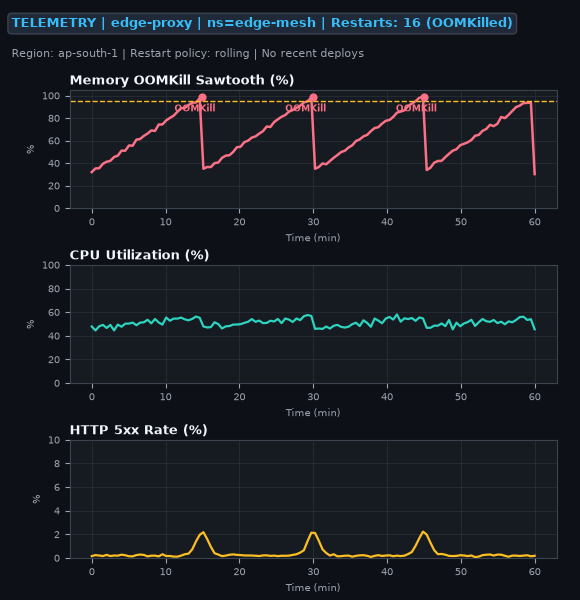 TELEMETRY | edge-proxy | ns=edge-mesh | Restarts: 16 (OOMKilled)
Region: ap-south-1 | Restart policy: rolling | No recent deploys
Memory OOMKill Sawtooth (%)
100
80
60
40
20
0
%
OOMKill
OOMKill
OOMKill
0 10 20 30 40 50 60
Time (min)
CPU Utilization (%)
100
80
60
40
20
0
%
0 10 20 30 40 50 60
Time (min)
HTTP 5xx Rate (%)
10
8
6
4
2
0
%
0 10 20 30 40 50 60
Time (min)